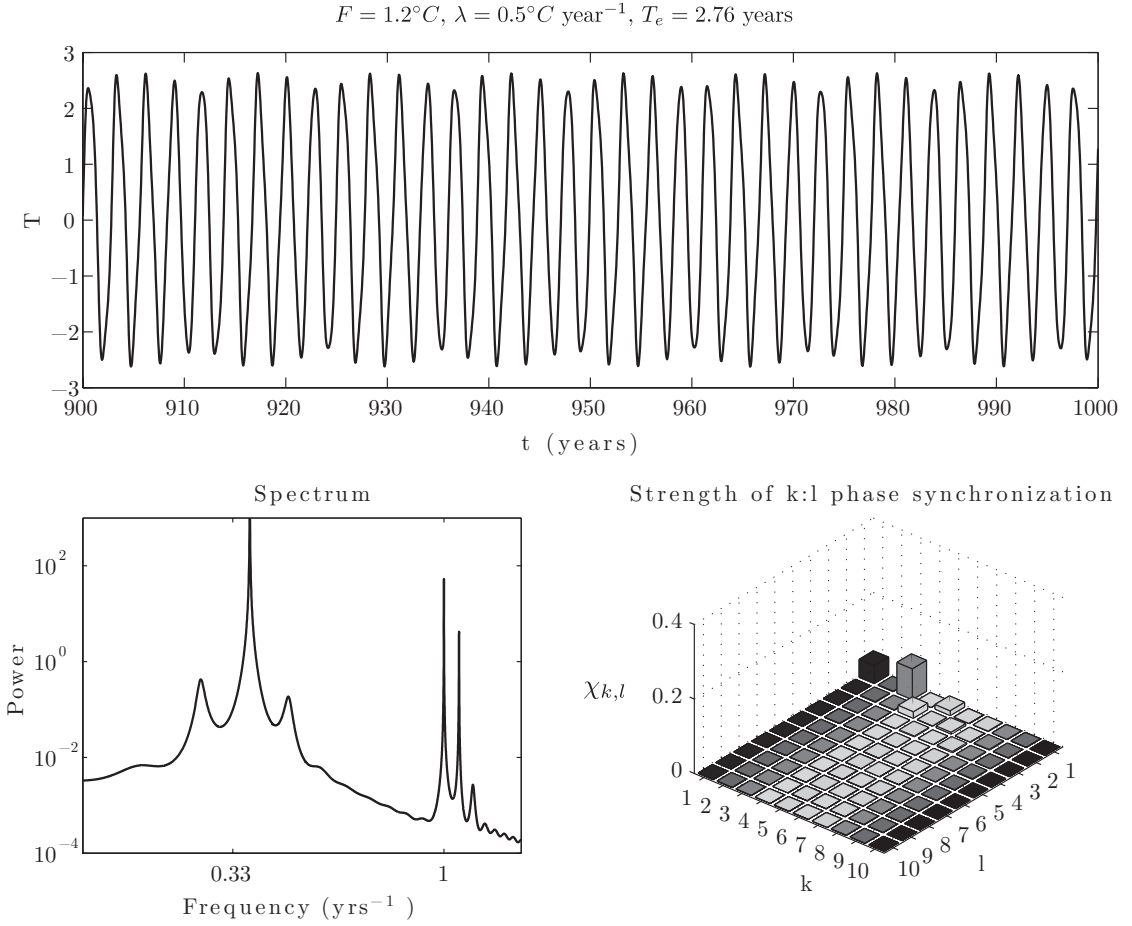 F = 1.2°C, λ = 0.5°C year⁻¹, Tₑ = 2.76 years
3
2
1
0
−1
−2
−3
T
900 910 920 930 940 950 960 970 980 990 1000
t (years)
Spectrum
10²
10⁰
10⁻²
10⁻⁴
Power
0.33 1
Frequency (yrs⁻¹ )
Strength of k:l phase synchronization
0.4
0.2
0
χk,l
1 2 3 4 5 6 7 8 9 10
k
10 9 8 7 6 5 4 3 2 1
l